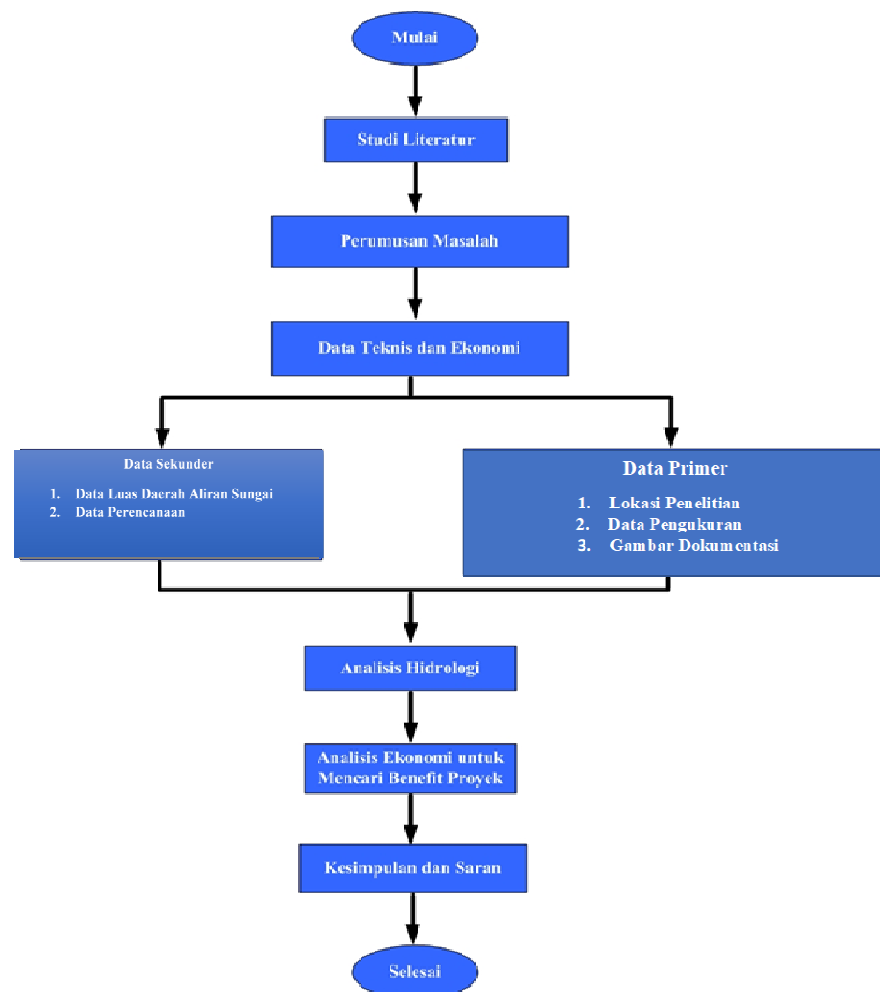 Mulai
Studi Literatur
Perumusan Masalah
Data Teknis dan Ekonomi
Data Sekunder
1. Data Luas Daerah Aliran Sungai
2. Data Perencanaan
Data Primer
1. Lokasi Penelitian
2. Data Pengukuran
3. Gambar Dokumentasi
Analisis Hidrologi
Analisis Ekonomi untuk
Mencari Benefit Proyek
Kesimpulan dan Saran
Selesai